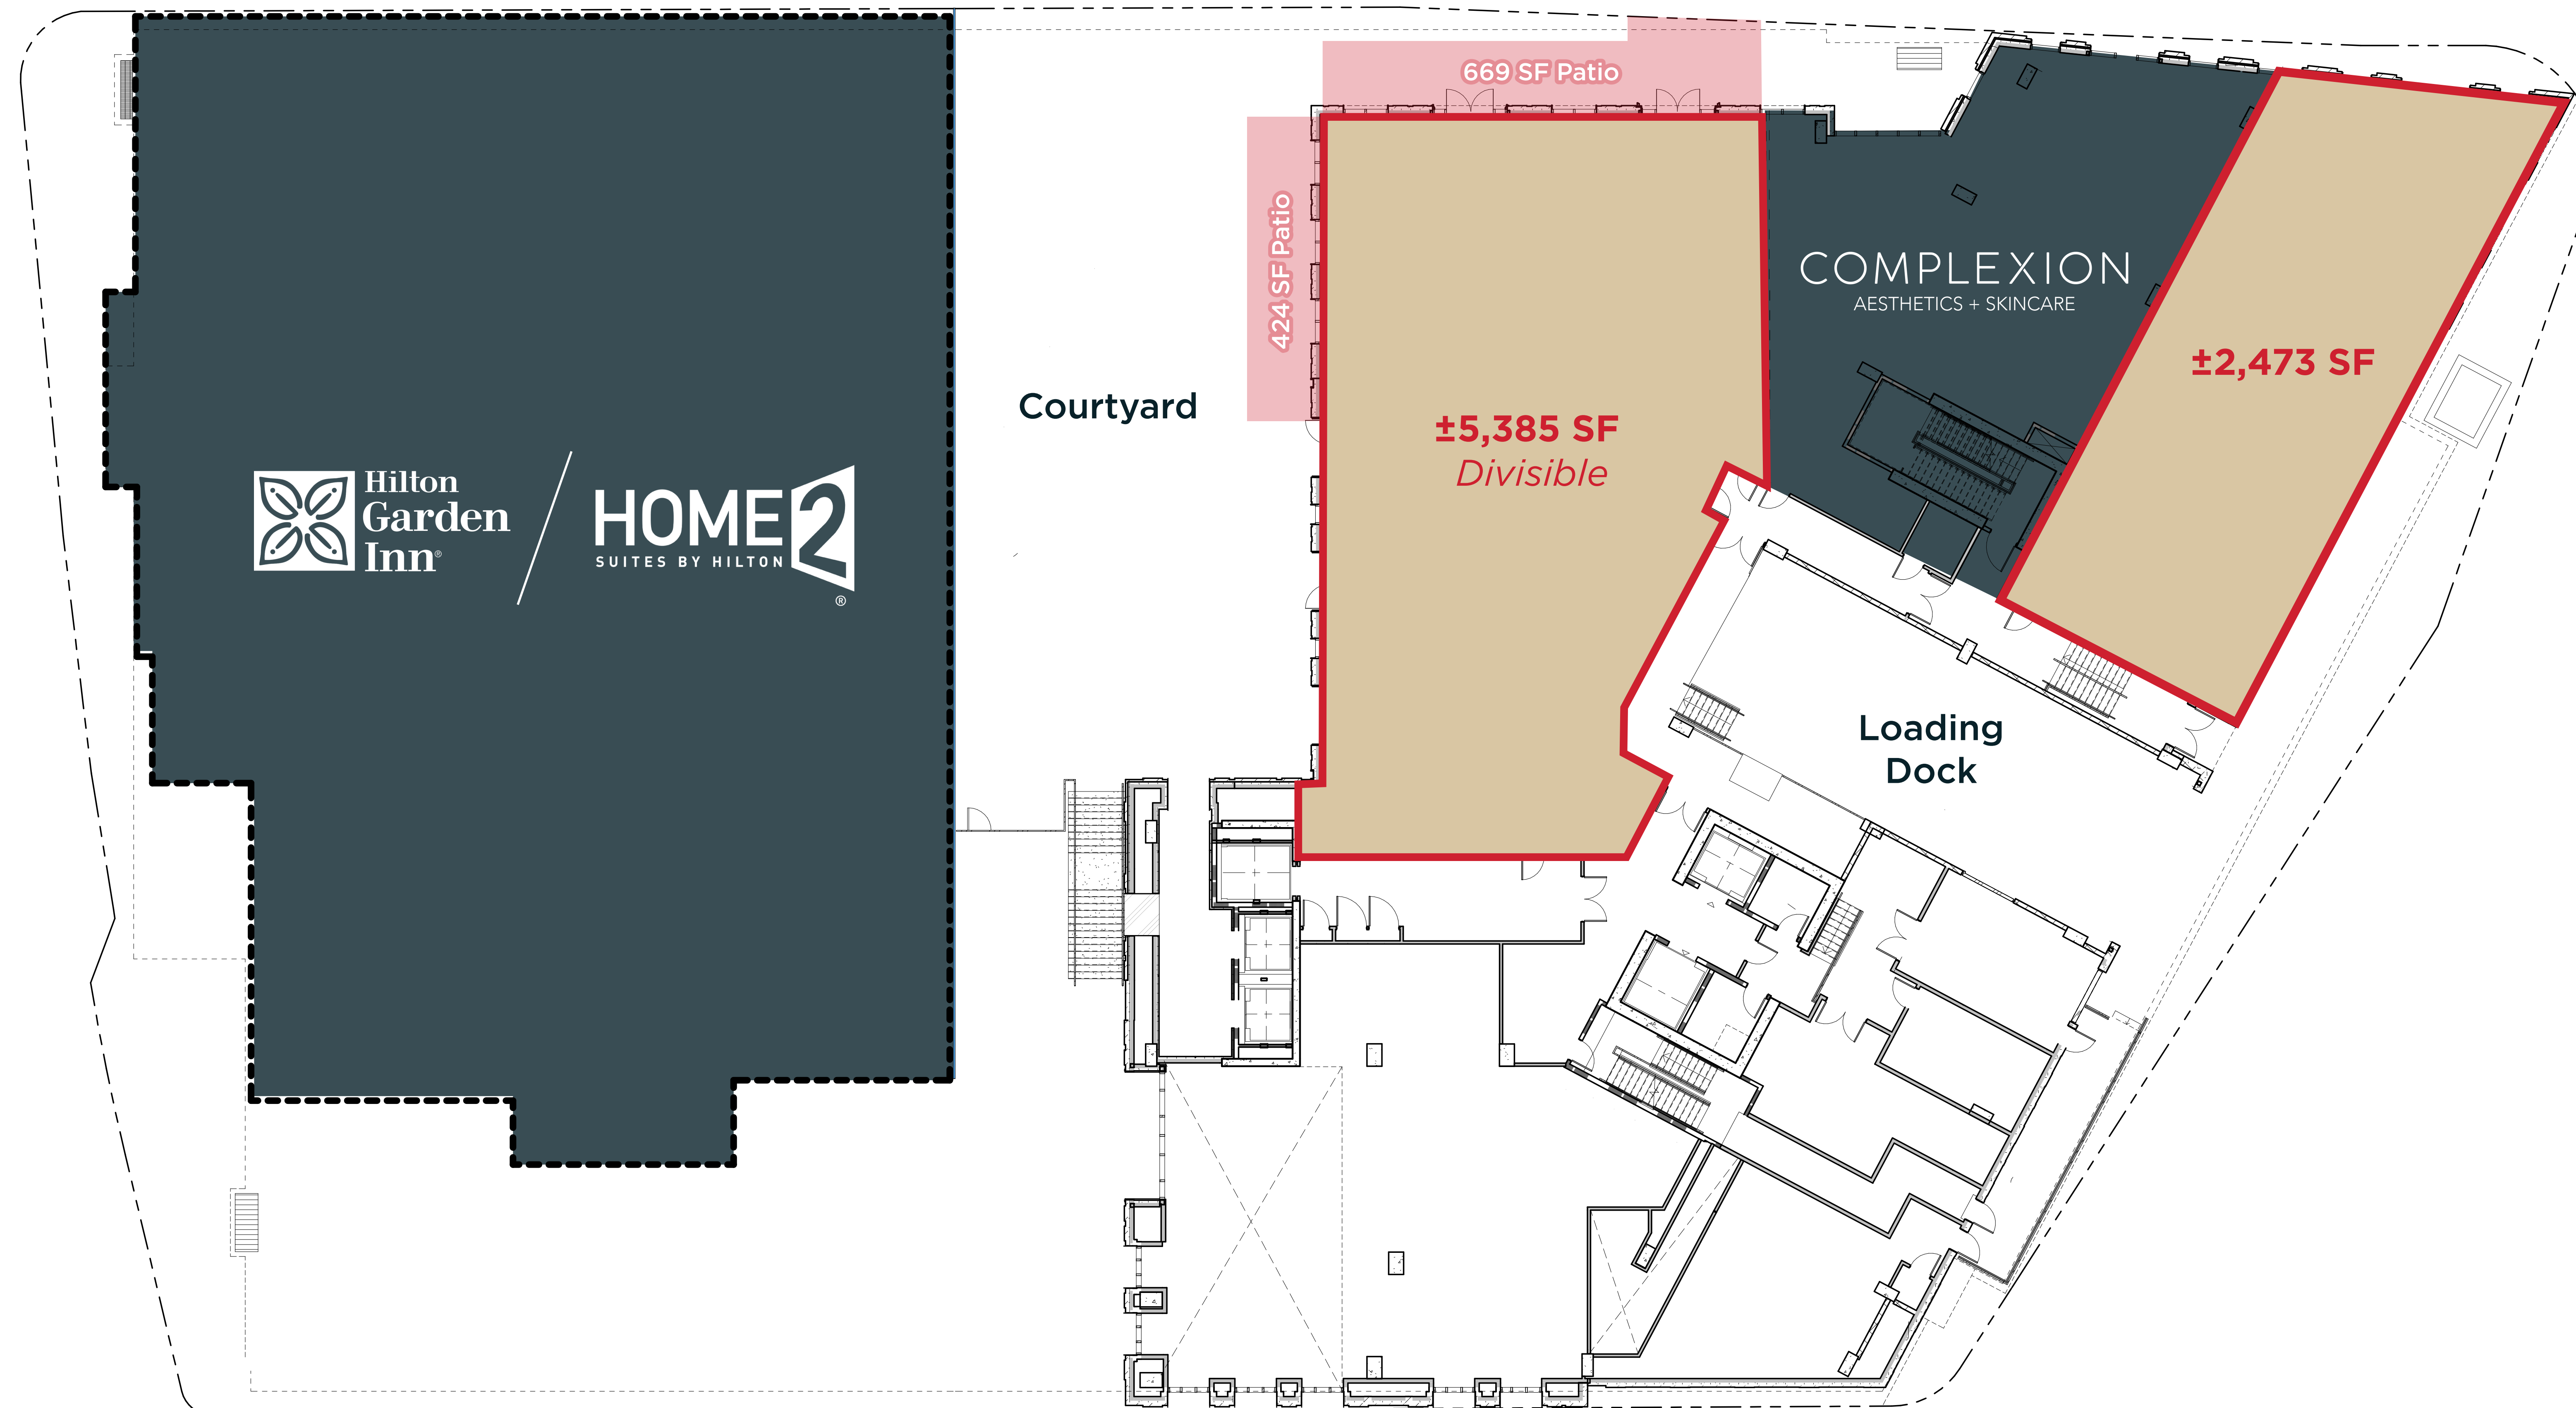 669 SF Patio
424 SF Patio
Courtyard
±5,385 SF
Divisible
COMPLEXION
AESTHETICS + SKINCARE
±2,473 SF
Hilton
Garden
Inn®
HOME2
SUITES BY HILTON
®
Loading
Dock